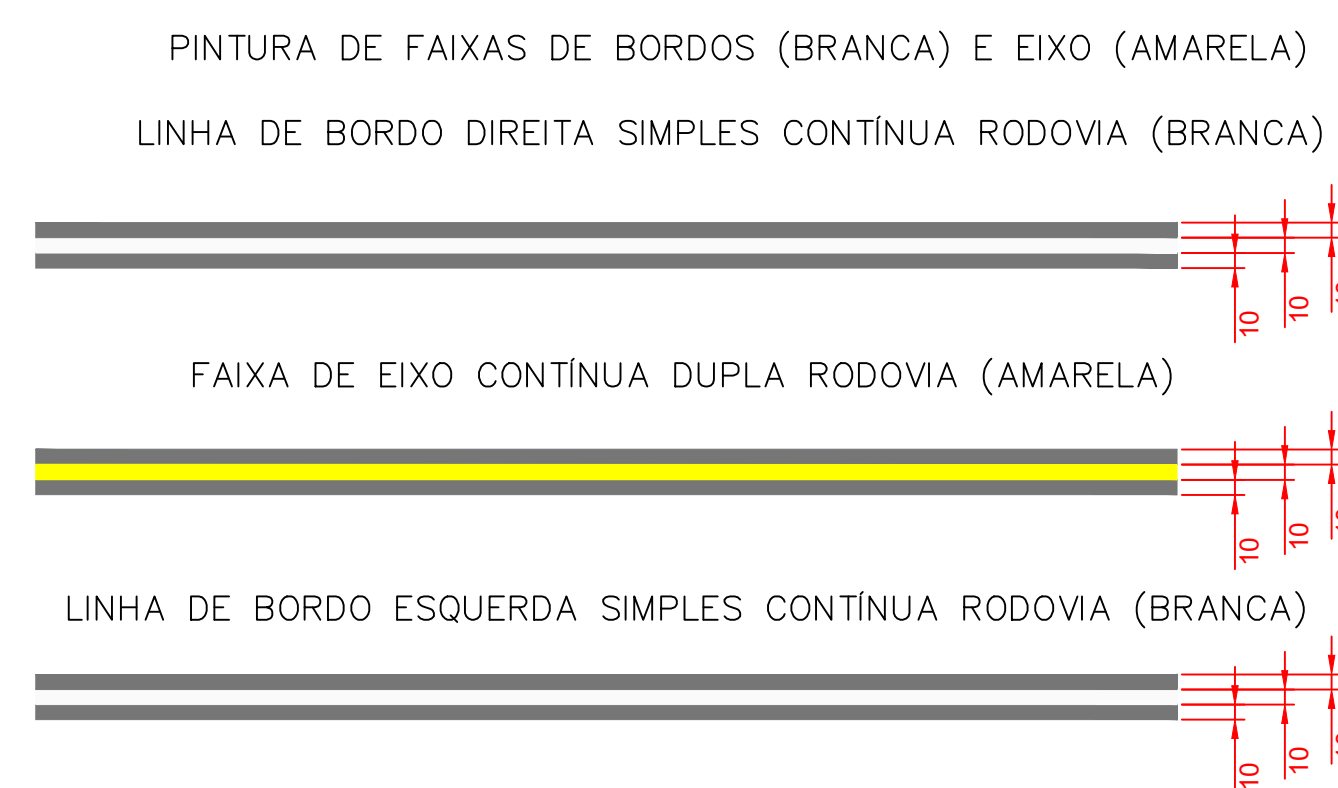 PINTURA DE FAIXAS DE BORDOS (BRANCA) E EIXO (AMARELA)
LINHA DE BORDO DIREITA SIMPLES CONTÍNUA RODOVIA (BRANCA)
10
10
FAIXA DE EIXO CONTÍNUA DUPLA RODOVIA (AMARELA)
10
10
LINHA DE BORDO ESQUERDA SIMPLES CONTÍNUA RODOVIA (BRANCA)
10
10